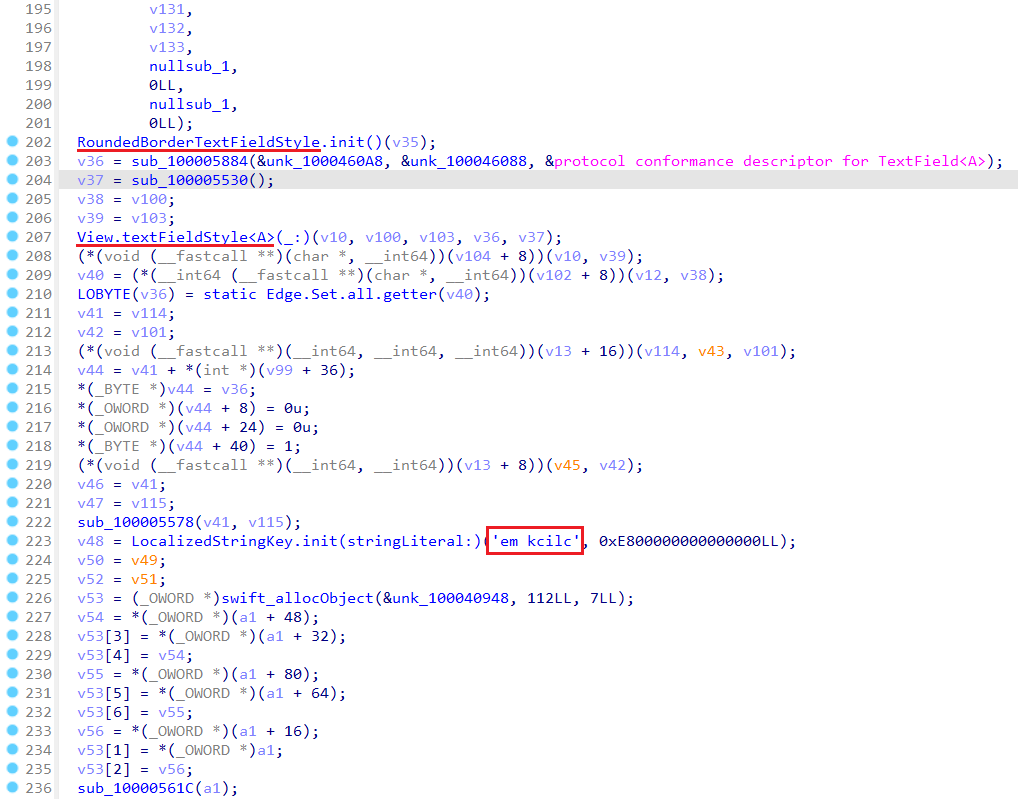 195 v131,
196 v132,
197 v133,
198 nullsub_1,
199 0LL,
200 nullsub_1,
201 0LL);
202 RoundedBorderTextFieldStyle.init()(v35);
203 v36 = sub_100005884(&unk_1000460A8, &unk_100046088, &protocol conformance descriptor for TextField<A>);
204 v37 = sub_100005530();
205 v38 = v100;
206 v39 = v103;
207 View.textFieldStyle<A>(_:)(v10, v100, v103, v36, v37);
208 (*(void (__fastcall **)(char *, __int64))(v104 + 8))(v10, v39);
209 v40 = (*(__int64 (__fastcall **)(char *, __int64))(v102 + 8))(v12, v38);
210 LOBYTE(v36) = static Edge.Set.all.getter(v40);
211 v41 = v114;
212 v42 = v101;
213 (*(void (__fastcall **)(__int64, __int64, __int64))(v13 + 16))(v114, v43, v101);
214 v44 = v41 + *(int *)(v99 + 36);
215 *(_BYTE *)v44 = v36;
216 *(_OWORD *)(v44 + 8) = 0u;
217 *(_OWORD *)(v44 + 24) = 0u;
218 *(_BYTE *)(v44 + 40) = 1;
219 (*(void (__fastcall **)(__int64, __int64))(v13 + 8))(v45, v42);
220 v46 = v41;
221 v47 = v115;
222 sub_100005578(v41, v115);
223 v48 = LocalizedStringKey.init(stringLiteral:)('em kcilc', 0xE800000000000000LL);
224 v50 = v49;
225 v52 = v51;
226 v53 = (_OWORD *)swift_allocObject(&unk_100040948, 112LL, 7LL);
227 v54 = *(_OWORD *)(a1 + 48);
228 v53[3] = *(_OWORD *)(a1 + 32);
229 v53[4] = v54;
230 v55 = *(_OWORD *)(a1 + 80);
231 v53[5] = *(_OWORD *)(a1 + 64);
232 v53[6] = v55;
233 v56 = *(_OWORD *)(a1 + 16);
234 v53[1] = *(_OWORD *)a1;
235 v53[2] = v56;
236 sub_10000561C(a1);